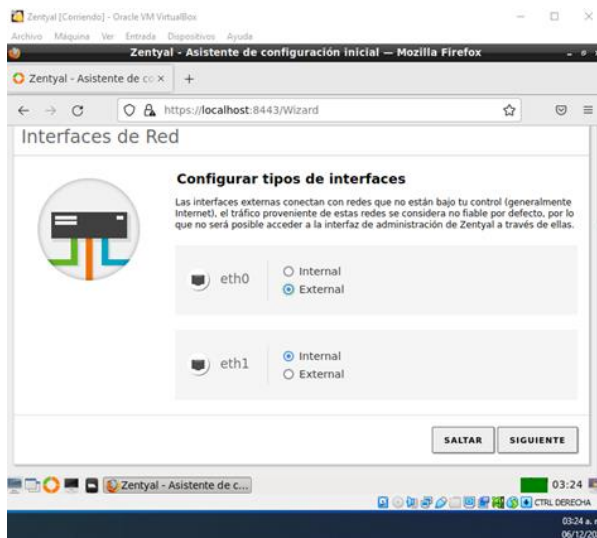 Zentyal [Corriendo] - Oracle VM VirtualBox
Archivo Máquina Ver Entrada Dispositivos Ayuda
Zentyal - Asistente de configuración inicial — Mozilla Firefox
Zentyal - Asistente de co
https://localhost:8443/Wizard
Interfaces de Red
Configurar tipos de interfaces
Las interfaces externas conectan con redes que no están bajo tu control (generalmente
Internet), el tráfico proveniente de estas redes se considera no fiable por defecto, por lo
que no será posible acceder a la interfaz de administración de Zentyal a través de ellas.
eth0
Internal
External
eth1
Internal
External
SALTAR SIGUIENTE
Zentyal - Asistente de c...
03:24
CTRL DERECHA
03:24 a.
06/12/20